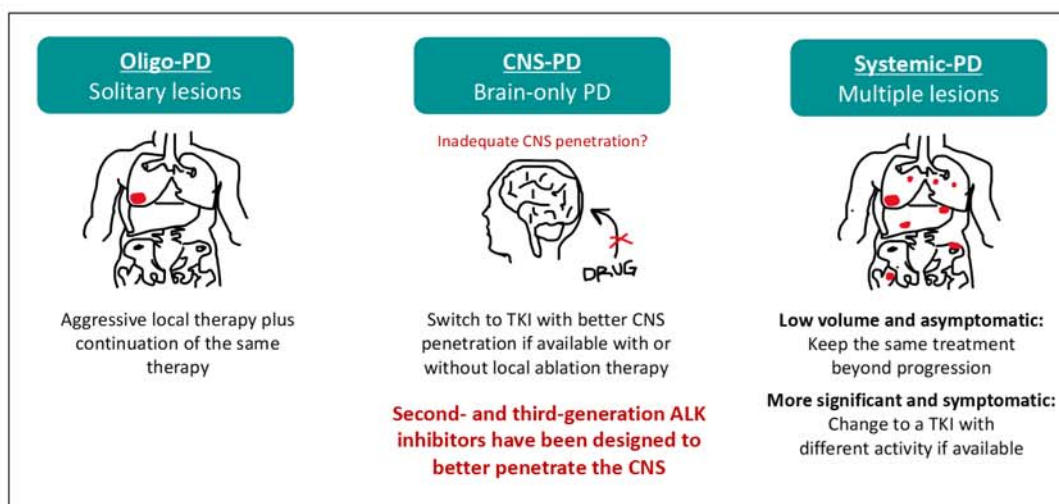 Oligo-PD
Solitary lesions
Aggressive local therapy plus
continuation of the same
therapy
CNS-PD
Brain-only PD
Inadequate CNS penetration?
DRUG
Switch to TKI with better CNS
penetration if available with or
without local ablation therapy
Second- and third-generation ALK
inhibitors have been designed to
better penetrate the CNS
Systemic-PD
Multiple lesions
Low volume and asymptomatic:
Keep the same treatment
beyond progression
More significant and symptomatic:
Change to a TKI with
different activity if available